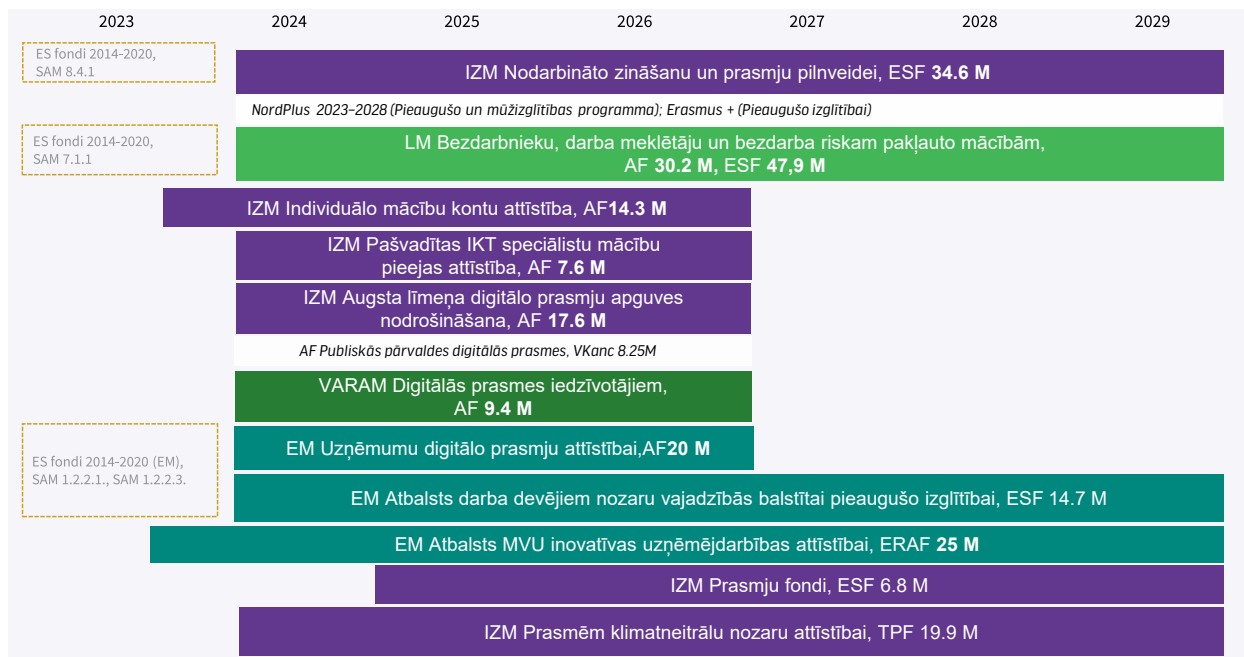 2023 2024 2025 2026 2027 2028 2029
ES fondi 2014-2020,
SAM 8.4.1
IZM Nodarbināto zināšanu un prasmju pilnveidei, ESF 34.6 M
NordPlus 2023–2028 (Pieaugušo un mūžizglītības programma); Erasmus + (Pieaugušo izglītībai)
ES fondi 2014-2020,
SAM 7.1.1
LM Bezdarbnieku, darba meklētāju un bezdarba riskam pakļauto mācībām,
AF 30.2 M, ESF 47,9 M
IZM Individuālo mācību kontu attīstība, AF14.3 M
IZM Pašvadītas IKT speciālistu mācību
pieejas attīstība, AF 7.6 M
IZM Augsta līmeņa digitālo prasmju apguves
nodrošināšana, AF 17.6 M
AF Publiskās pārvaldes digitālās prasmes, VKanc 8.25M
VARAM Digitālās prasmes iedzīvotājiem,
AF 9.4 M
EM Uzņēmumu digitālo prasmju attīstībai,AF20 M
ES fondi 2014-2020 (EM),
SAM 1.2.2.1., SAM 1.2.2.3.
EM Atbalsts darba devējiem nozaru vajadzībās balstītai pieaugušo izglītībai, ESF 14.7 M
EM Atbalsts MVU inovatīvas uzņēmējdarbības attīstībai, ERAF 25 M
IZM Prasmju fondi, ESF 6.8 M
IZM Prasmēm klimatneitrālu nozaru attīstībai, TPF 19.9 M